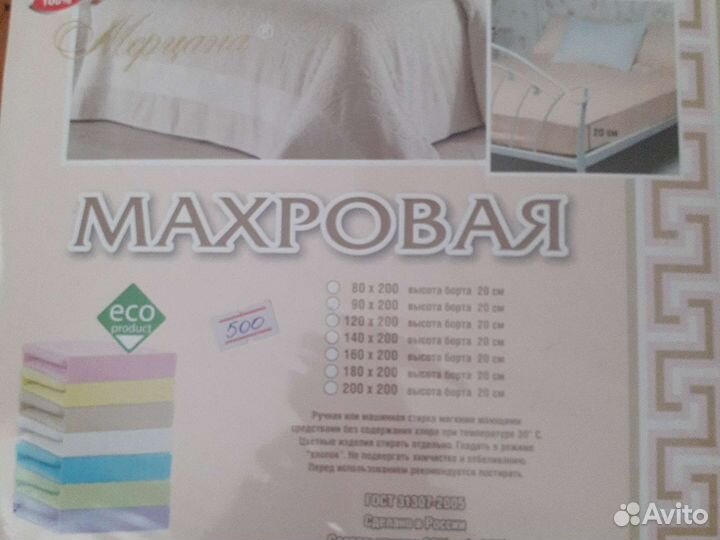 100%
Мерцана®
20 см
МАХРОВАЯ
80 x 200 высота борта 20 см
90 x 200 высота борта 20 см
120 x 200 высота борта 20 см
140 x 200 высота борта 20 см
160 x 200 высота борта 20 см
180 x 200 высота борта 20 см
200 x 200 высота борта 20 см
eco
product
500
Ручная или машинная стирка мягкими моющими
средствами без содержания хлора при температуре 30° С.
Цветные изделия стирать отдельно. Гладить в режиме
"хлопок". Не подвергать химчистке и отбеливанию.
Перед использованием рекомендуется постирать.
ГОСТ 31307-2005
Сделано в России
Avito